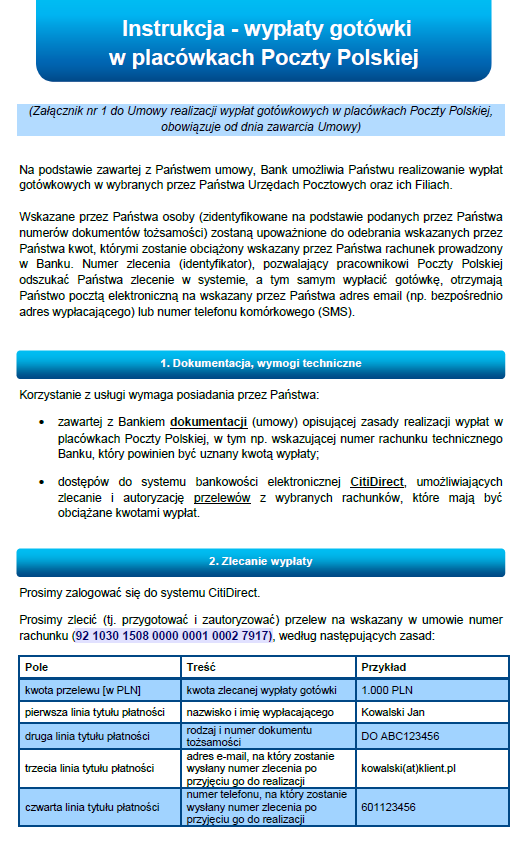 Instrukcja - wypłaty gotówki
w placówkach Poczty Polskiej
(Załącznik nr 1 do Umowy realizacji wypłat gotówkowych w placówkach Poczty Polskiej,
obowiązuje od dnia zawarcia Umowy)
Na podstawie zawartej z Państwem umowy, Bank umożliwia Państwu realizowanie wypłat
gotówkowych w wybranych przez Państwa Urzędach Pocztowych oraz ich Filiach.
Wskazane przez Państwa osoby (zidentyfikowane na podstawie podanych przez Państwa
numerów dokumentów tożsamości) zostaną upoważnione do odebrania wskazanych przez
Państwa kwot, którymi zostanie obciążony wskazany przez Państwa rachunek prowadzony
w Banku. Numer zlecenia (identyfikator), pozwalający pracownikowi Poczty Polskiej
odszukać Państwa zlecenie w systemie, a tym samym wypłacić gotówkę, otrzymają
Państwo pocztą elektroniczną na wskazany przez Państwa adres email (np. bezpośrednio
adres wypłacającego) lub numer telefonu komórkowego (SMS).
1. Dokumentacja, wymogi techniczne
Korzystanie z usługi wymaga posiadania przez Państwa:
• zawartej z Bankiem dokumentacji (umowy) opisującej zasady realizacji wypłat w
placówkach Poczty Polskiej, w tym np. wskazującej numer rachunku technicznego
Banku, który powinien być uznany kwotą wypłaty;
• dostępów do systemu bankowości elektronicznej CitiDirect, umożliwiających
zlecanie i autoryzację przelewów z wybranych rachunków, które mają być
obciążane kwotami wypłat.
2. Zlecanie wypłaty
Prosimy zalogować się do systemu CitiDirect.
Prosimy zlecić (tj. przygotować i zautoryzować) przelew na wskazany w umowie numer
rachunku (92 1030 1508 0000 0001 0002 7917), według następujących zasad:
Pole Treść Przykład
kwota przelewu [w PLN] kwota zlecanej wypłaty gotówki 1.000 PLN
pierwsza linia tytułu płatności nazwisko i imię wypłacającego Kowalski Jan
druga linia tytułu płatności rodzaj i numer dokumentu
tożsamości DO ABC123456
trzecia linia tytułu płatności adres e-mail, na który zostanie
wysłany numer zlecenia po
przyjęciu go do realizacji kowalski(at)klient.pl
czwarta linia tytułu płatności numer telefonu, na który zostanie
wysłany numer zlecenia po
przyjęciu go do realizacji 601123456